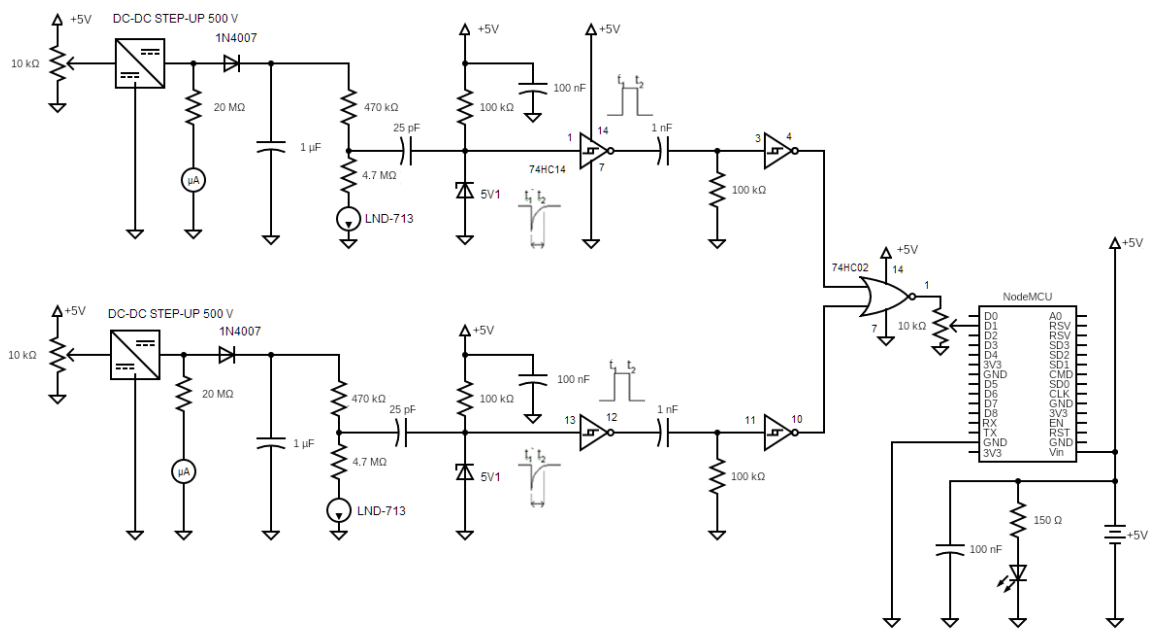 +5V
DC-DC STEP-UP 500 V
1N4007
10 kΩ
20 MΩ
µA
1 µF
470 kΩ
4.7 MΩ
LND-713
25 pF
+5V
100 kΩ
100 nF
5V1
t1 t2
+5V
1
14
74HC14
7
t1 t2
1 nF
100 kΩ
3
4
+5V
DC-DC STEP-UP 500 V
1N4007
10 kΩ
20 MΩ
µA
1 µF
470 kΩ
4.7 MΩ
LND-713
25 pF
+5V
100 kΩ
100 nF
5V1
t1 t2
13
12
t1 t2
1 nF
100 kΩ
11
10
74HC02
+5V
14
1
7
10 kΩ
NodeMCU
D0 A0
D1 RSV
D2 RSV
D3 SD3
D4 SD2
3V3 SD1
GND CMD
D5 SD0
D6 CLK
D7 GND
D8 3V3
RX EN
TX RST
GND GND
3V3 Vin
+5V
100 nF
150 Ω
+5V